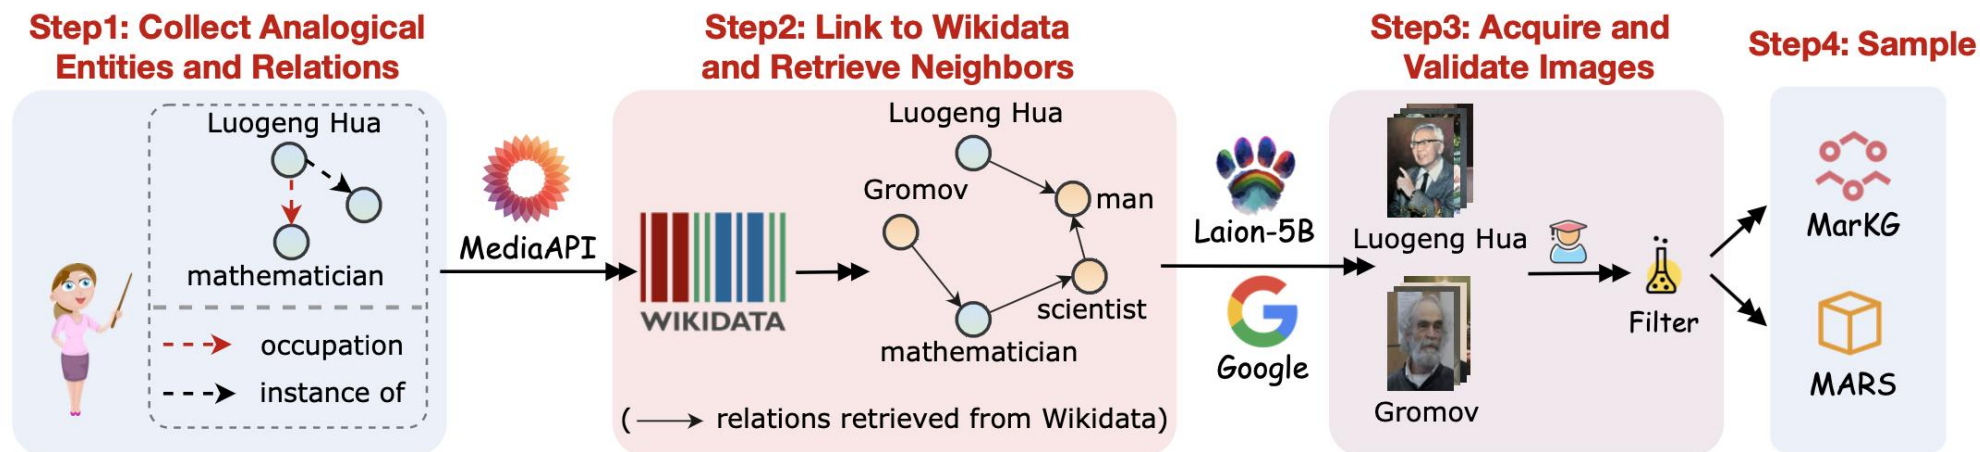 Step1: Collect Analogical
Entities and Relations
Luogeng Hua
mathematician
occupation
instance of
MediaAPI
Step2: Link to Wikidata
and Retrieve Neighbors
WIKIDATA
Luogeng Hua
Gromov
man
scientist
mathematician
( relations retrieved from Wikidata)
Laion-5B
Google
Step3: Acquire and
Validate Images
Luogeng Hua
Gromov
Filter
Step4: Sample
MarKG
MARS